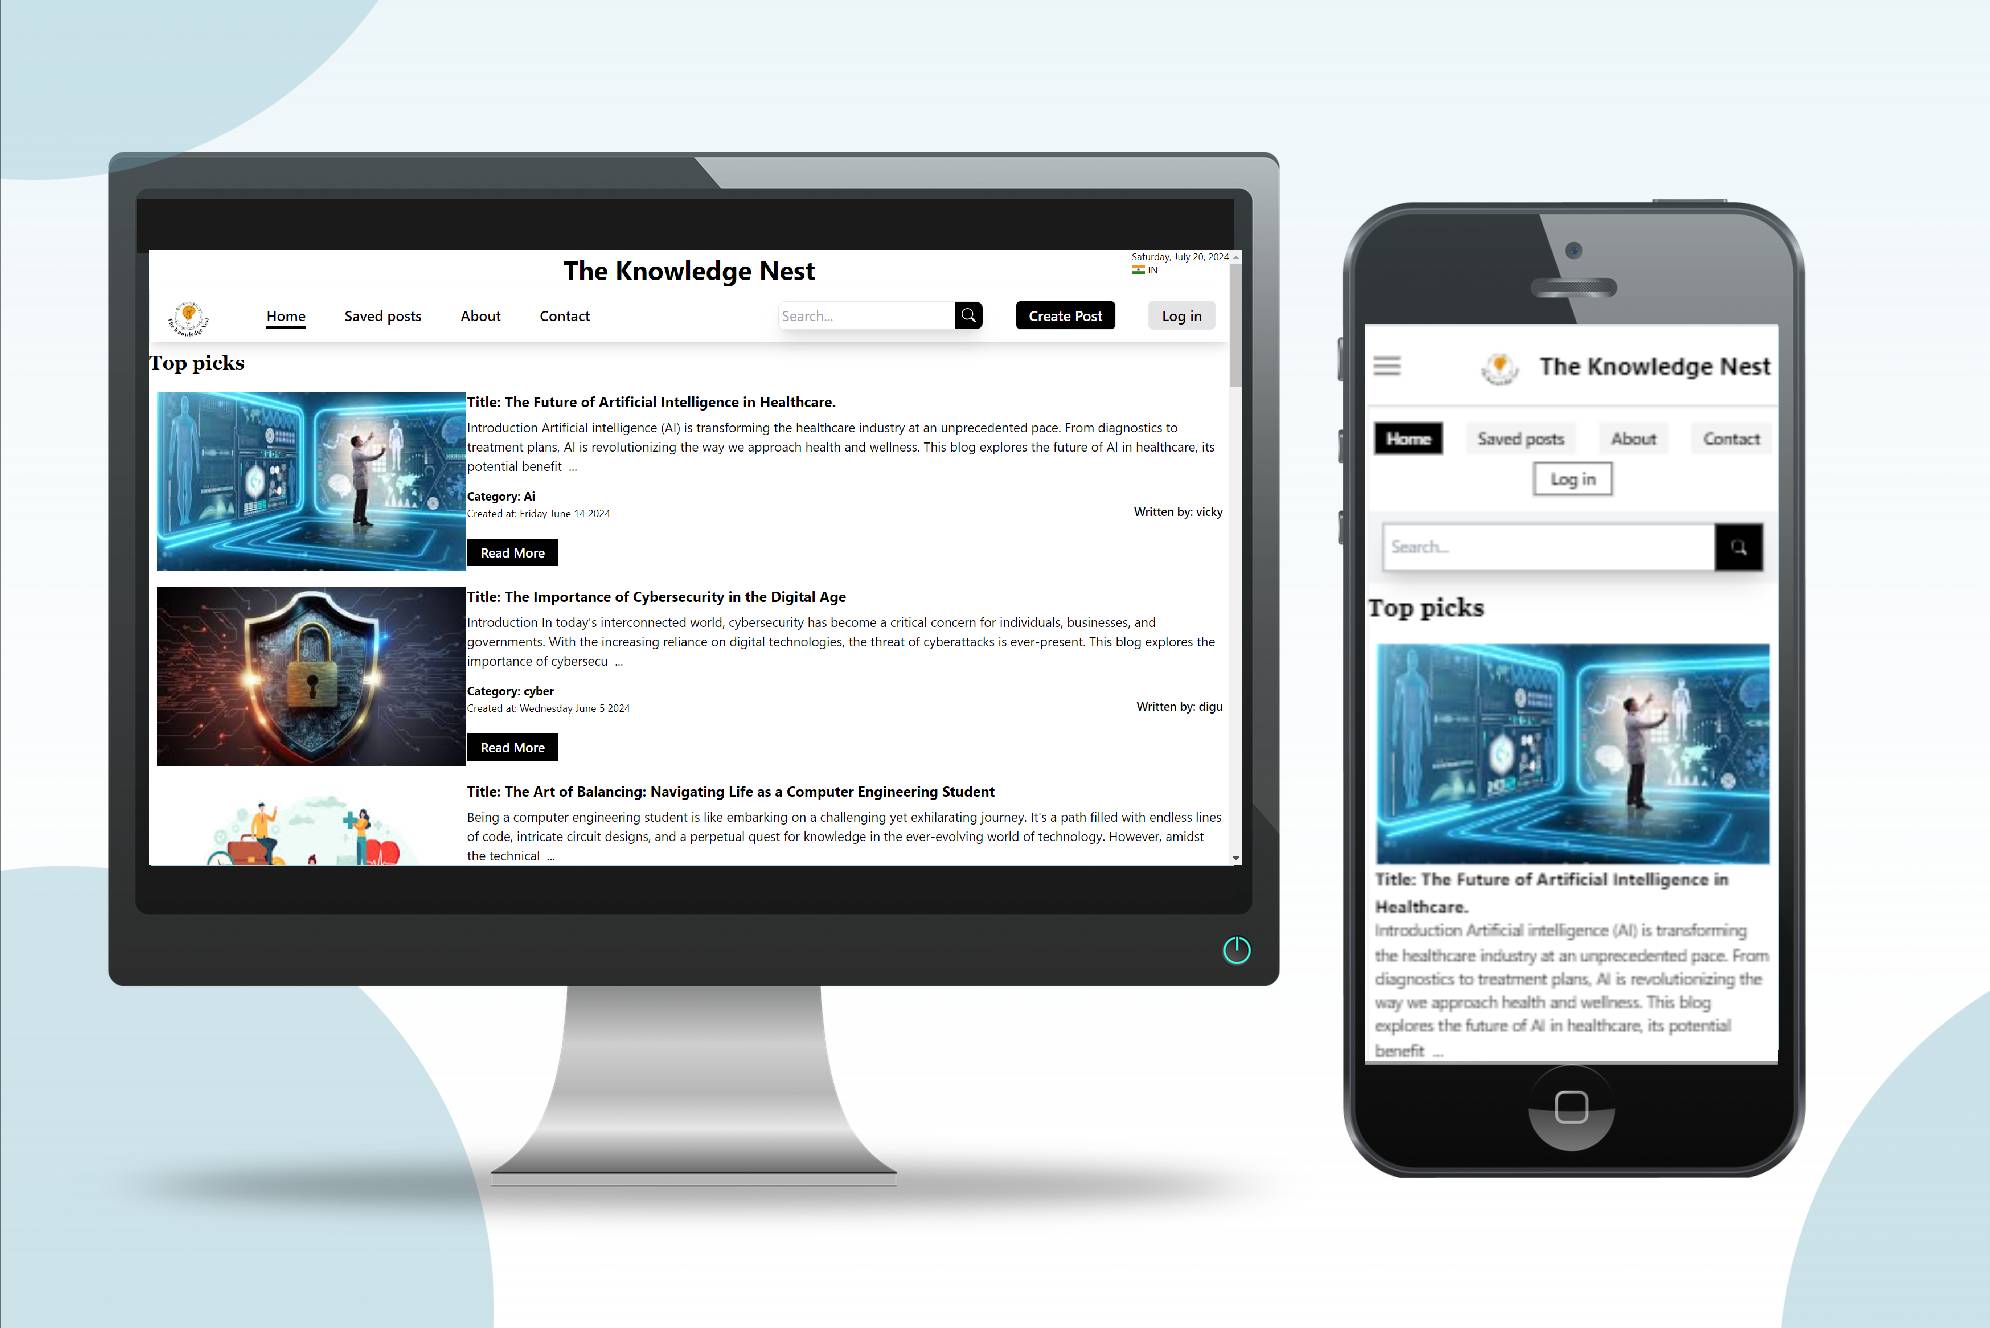 The Knowledge Nest
Saturday, July 20, 2024
IN
Home Saved posts About Contact Search... Create Post Log in
Top picks
Title: The Future of Artificial Intelligence in Healthcare.
Introduction Artificial intelligence (AI) is transforming the healthcare industry at an unprecedented pace. From diagnostics to
treatment plans, AI is revolutionizing the way we approach health and wellness. This blog explores the future of AI in healthcare, its
potential benefit ...
Category: Ai
Created at: Friday June 14 2024
Written by: vicky
Read More
Title: The Importance of Cybersecurity in the Digital Age
Introduction In today's interconnected world, cybersecurity has become a critical concern for individuals, businesses, and
governments. With the increasing reliance on digital technologies, the threat of cyberattacks is ever-present. This blog explores the
importance of cybersecu ...
Category: cyber
Created at: Wednesday June 5 2024
Written by: digu
Read More
Title: The Art of Balancing: Navigating Life as a Computer Engineering Student
Being a computer engineering student is like embarking on a challenging yet exhilarating journey. It's a path filled with endless lines
of code, intricate circuit designs, and a perpetual quest for knowledge in the ever-evolving world of technology. However, amidst
the technical ...
The Knowledge Nest
Home Saved posts About Contact
Log in
Search...
Top picks
Title: The Future of Artificial Intelligence in
Healthcare.
Introduction Artificial intelligence (AI) is transforming
the healthcare industry at an unprecedented pace. From
diagnostics to treatment plans, AI is revolutionizing the
way we approach health and wellness. This blog
explores the future of AI in healthcare, its potential
benefit ...